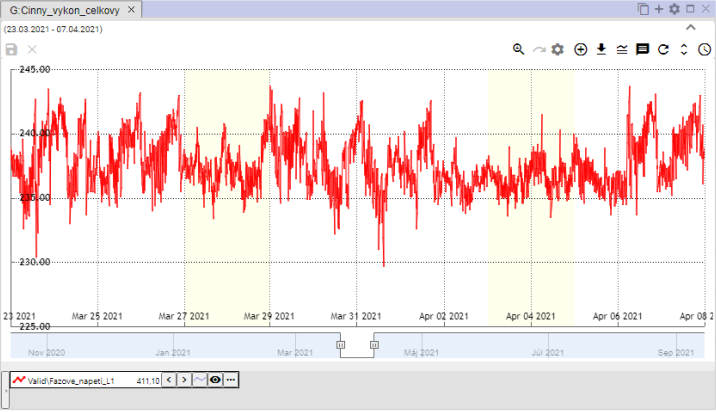 G:Cinny_vykon_celkovy
(23.03.2021 - 07.04.2021)
245.00
240.00
235.00
230.00
225.00
23 2021 Mar 25 2021 Mar 27 2021 Mar 29 2021 Mar 31 2021 Apr 02 2021 Apr 04 2021 Apr 06 2021 Apr 08 2
Nov 2020 Jan 2021 Mar 2021 Máj 2021 Júl 2021 Sep 2021
Valid\Fazove_napeti_L1 411,10